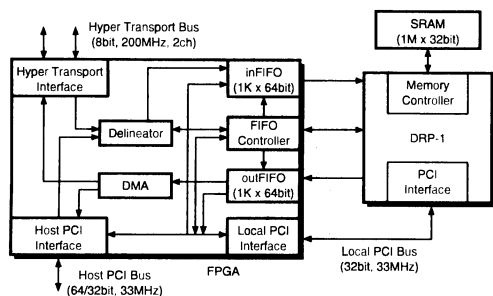 Hyper Transport Bus
(8bit, 200MHz, 2ch)
SRAM
(1M x 32bit)
Hyper Transport
Interface
inFIFO
(1K x 64bit)
Memory
Controller
Delineator
FIFO
Controller
DRP-1
DMA
outFIFO
(1K x 64bit)
PCI
Interface
Host PCI
Interface
Local PCI
Interface
FPGA
Local PCI Bus
(32bit, 33MHz)
Host PCI Bus
(64/32bit, 33MHz)